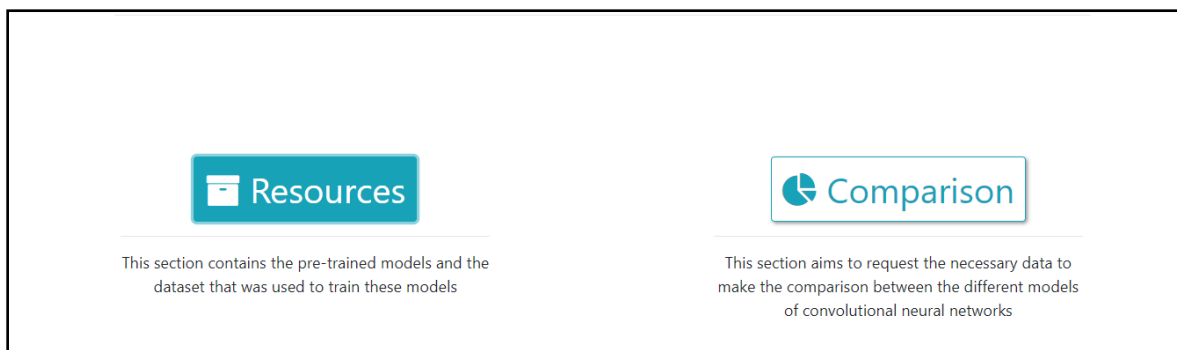 Resources
This section contains the pre-trained models and the
dataset that was used to train these models
Comparison
This section aims to request the necessary data to
make the comparison between the different models
of convolutional neural networks